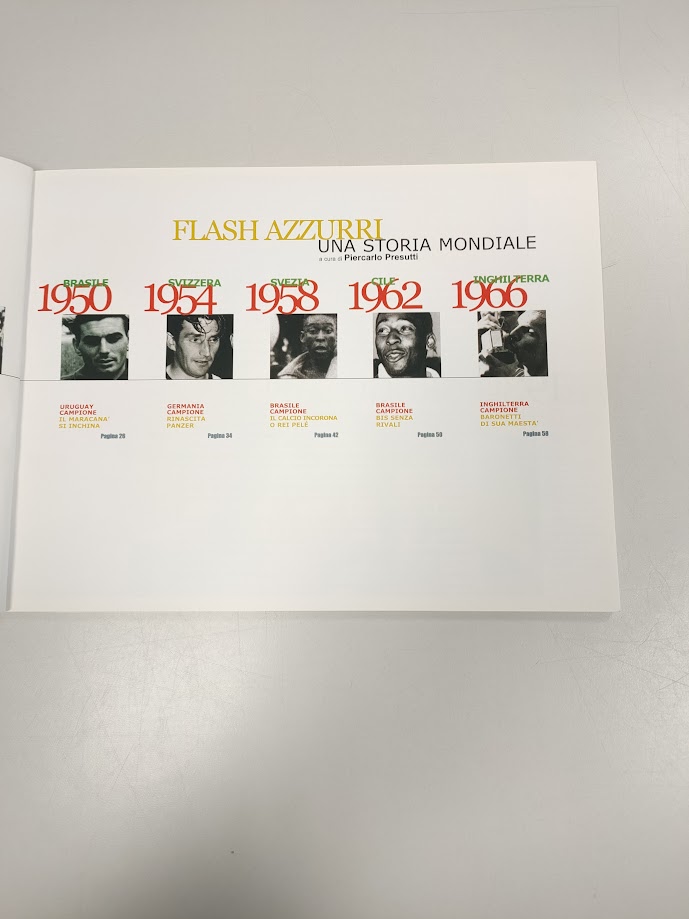 FLASH AZZURRI
UNA STORIA MONDIALE
a cura di Piercarlo Presutti
BRASILE
1950
URUGUAY
CAMPIONE
IL MARACANA'
SI INCHINA
Pagina 26
SVIZZERA
1954
GERMANIA
CAMPIONE
RINASCITA
PANZER
Pagina 34
SVEZIA
1958
BRASILE
CAMPIONE
IL CALCIO INCORONA
O REI PELÉ
Pagina 42
CILE
1962
BRASILE
CAMPIONE
BIS SENZA
RIVALI
Pagina 50
INGHILTERRA
1966
INGHILTERRA
CAMPIONE
BARONETTI
DI SUA MAESTA'
Pagina 58